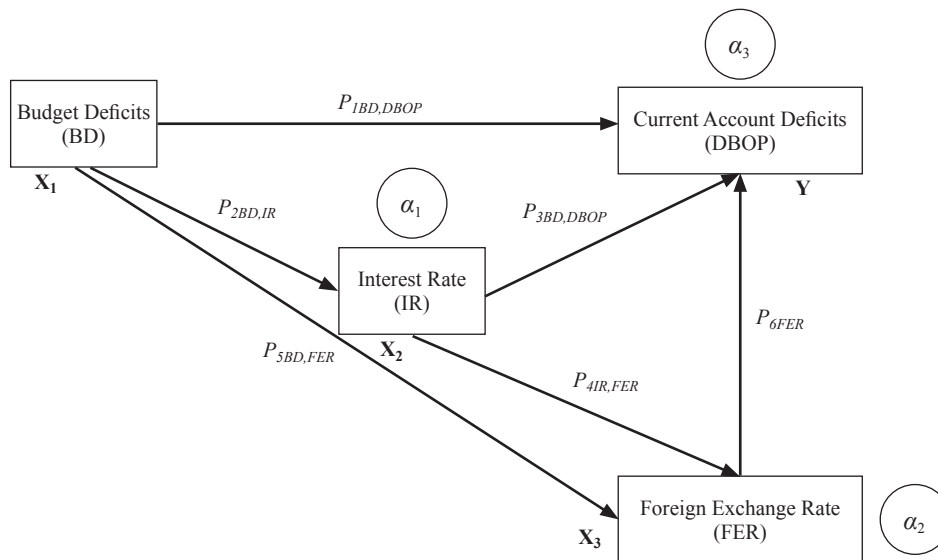 α3
Budget Deficits
(BD)
P1BD,DBOP
Current Account Deficits
(DBOP)
X1
Y
P2BD,IR
α1
P3BD,DBOP
Interest Rate
(IR)
P6FER
P5BD,FER
X2
P4IR,FER
Foreign Exchange Rate
(FER)
X3
α2